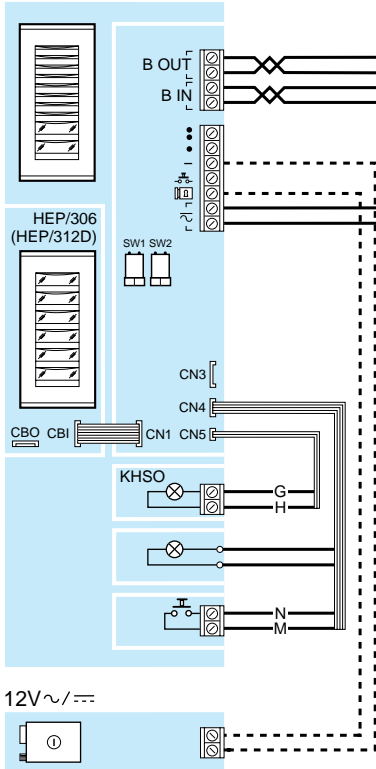 B OUT
B IN
HEP/306
(HEP/312D)
SW1 SW2
CN3
CN4
CBO CBI CN1 CN5
KHSO
G
H
N
M
12V~/⎓